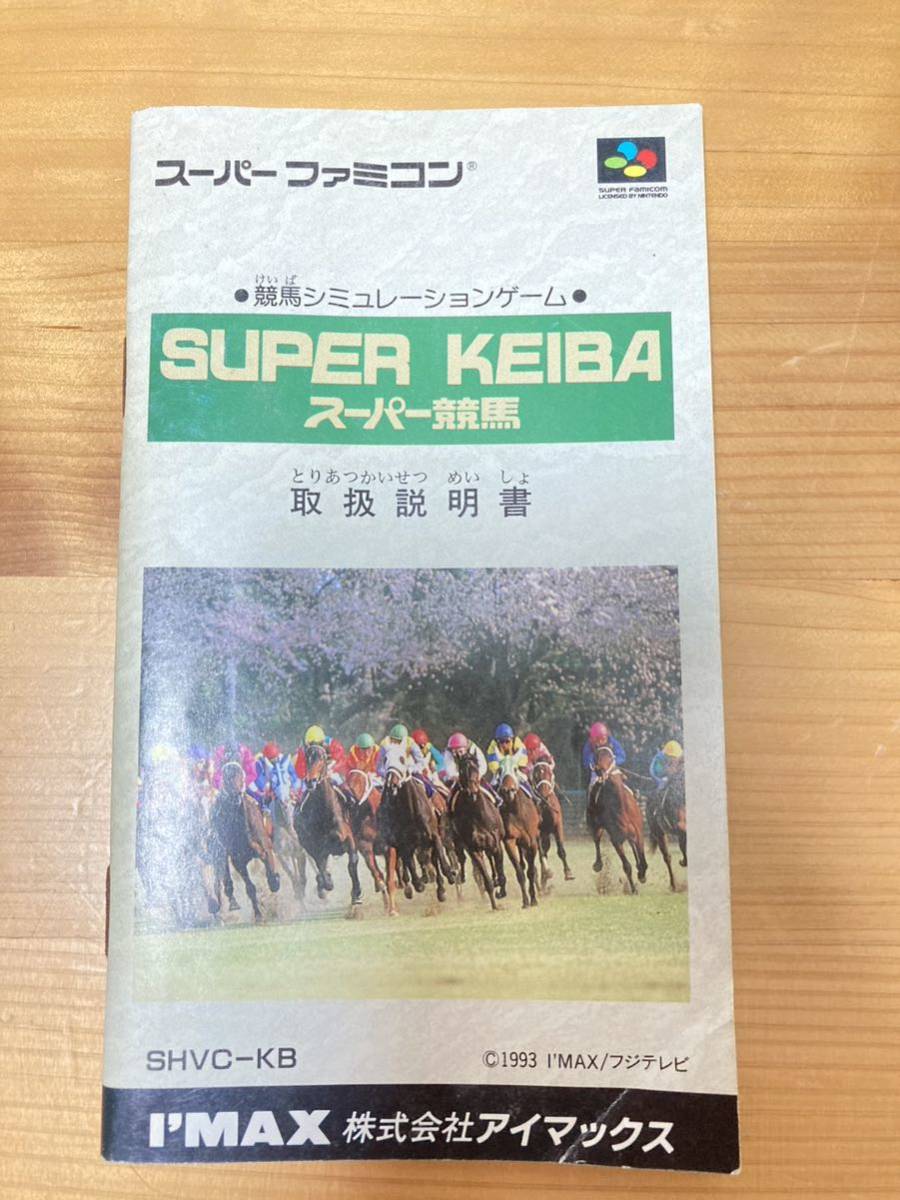 スーパーファミコン®
SUPER FAMICOM
LICENSED BY NINTENDO
けいば
●競馬シミュレーションゲーム●
SUPER KEIBA
スーパー競馬
とりあつかいせつ めい しょ
取扱説明書
SHVC-KB
©1993 I'MAX/フジテレビ
I'MAX 株式会社アイマックス